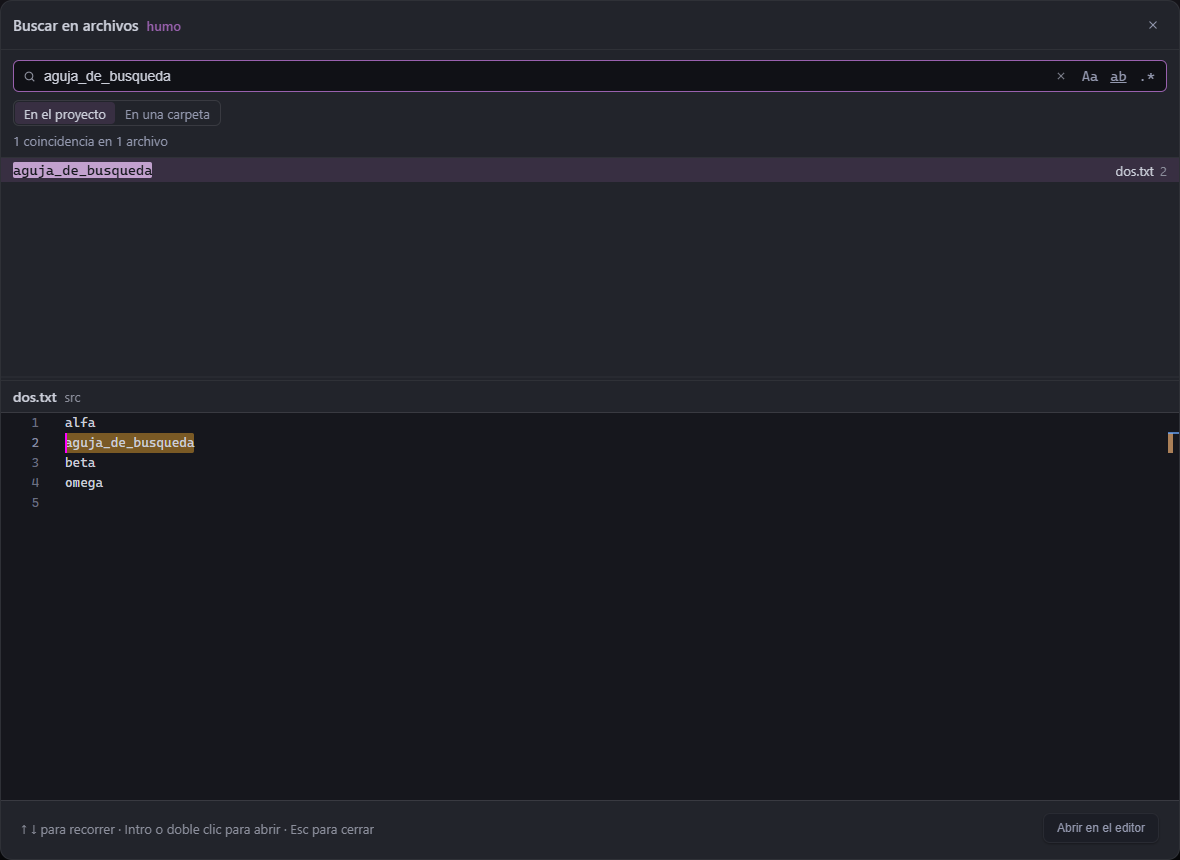 Buscar en archivos humo ×
aguja_de_busqueda × Aa ab .*
En el proyecto En una carpeta
1 coincidencia en 1 archivo
aguja_de_busqueda dos.txt 2
dos.txt src
1 alfa
2 aguja_de_busqueda
3 beta
4 omega
5
↑↓ para recorrer · Intro o doble clic para abrir · Esc para cerrar Abrir en el editor